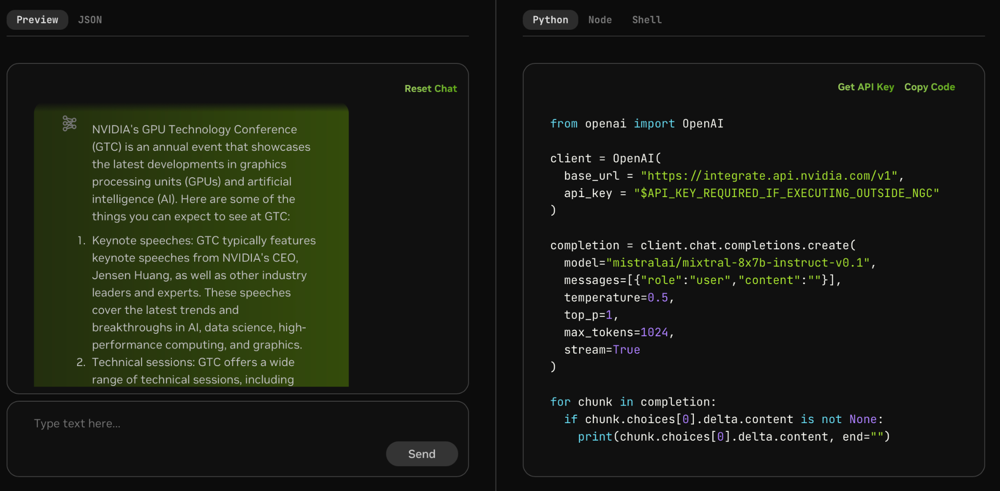 Preview JSON
Reset Chat
NVIDIA's GPU Technology Conference
(GTC) is an annual event that showcases
the latest developments in graphics
processing units (GPUs) and artificial
intelligence (AI). Here are some of the
things you can expect to see at GTC:
1. Keynote speeches: GTC typically features
keynote speeches from NVIDIA's CEO,
Jensen Huang, as well as other industry
leaders and experts. These speeches
cover the latest trends and
breakthroughs in AI, data science, high-
performance computing, and graphics.
2. Technical sessions: GTC offers a wide
range of technical sessions, including
Type text here...
Send
Python Node Shell
Get API Key Copy Code
from openai import OpenAI
client = OpenAI(
  base_url = "https://integrate.api.nvidia.com/v1",
  api_key = "$API_KEY_REQUIRED_IF_EXECUTING_OUTSIDE_NGC"
)
completion = client.chat.completions.create(
  model="mistralai/mixtral-8x7b-instruct-v0.1",
  messages=[{"role":"user","content":""}],
  temperature=0.5,
  top_p=1,
  max_tokens=1024,
  stream=True
)
for chunk in completion:
  if chunk.choices[0].delta.content is not None:
    print(chunk.choices[0].delta.content, end="")